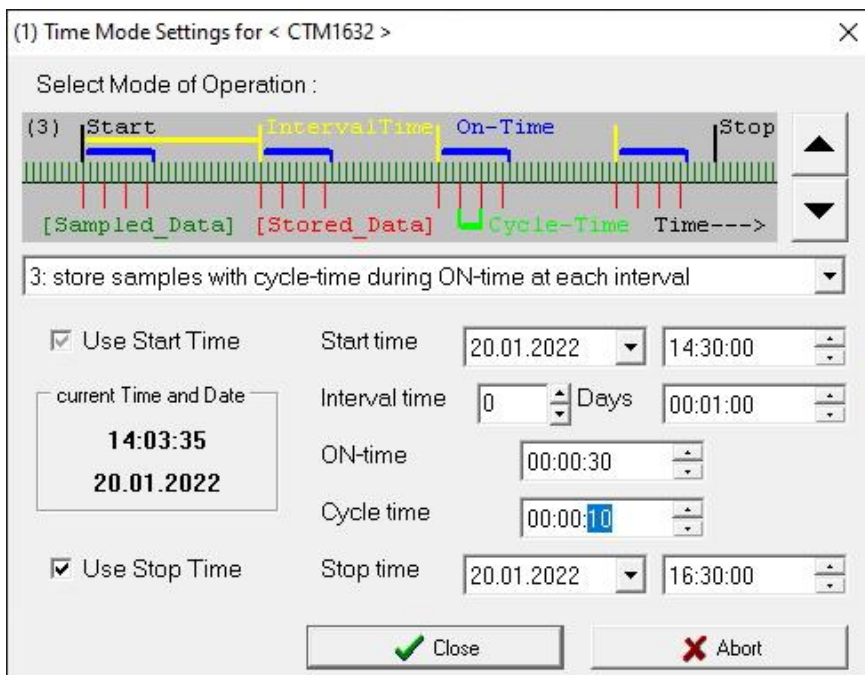 (1) Time Mode Settings for < CTM1632 >
Select Mode of Operation :
(3) Start IntervalTime On-Time Stop
[Sampled_Data] [Stored_Data] Cycle-Time Time--->
3: store samples with cycle-time during ON-time at each interval
Use Start Time Start time 20.01.2022 14:30:00
current Time and Date
Interval time 0 Days 00:01:00
14:03:35
20.01.2022
ON-time 00:00:30
Cycle time 00:00:10
Use Stop Time Stop time 20.01.2022 16:30:00
Close Abort